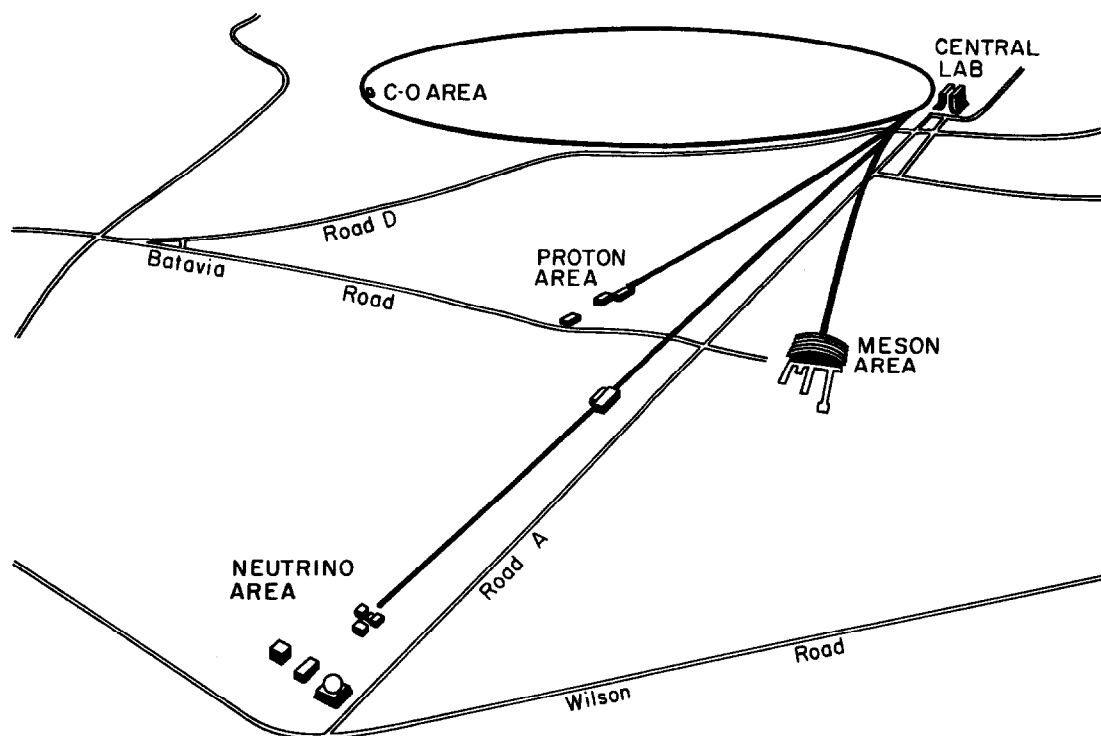 CENTRAL
LAB
C-O AREA
Road D
Batavia
Road
PROTON
AREA
MESON
AREA
Road A
NEUTRINO
AREA
Road
Wilson